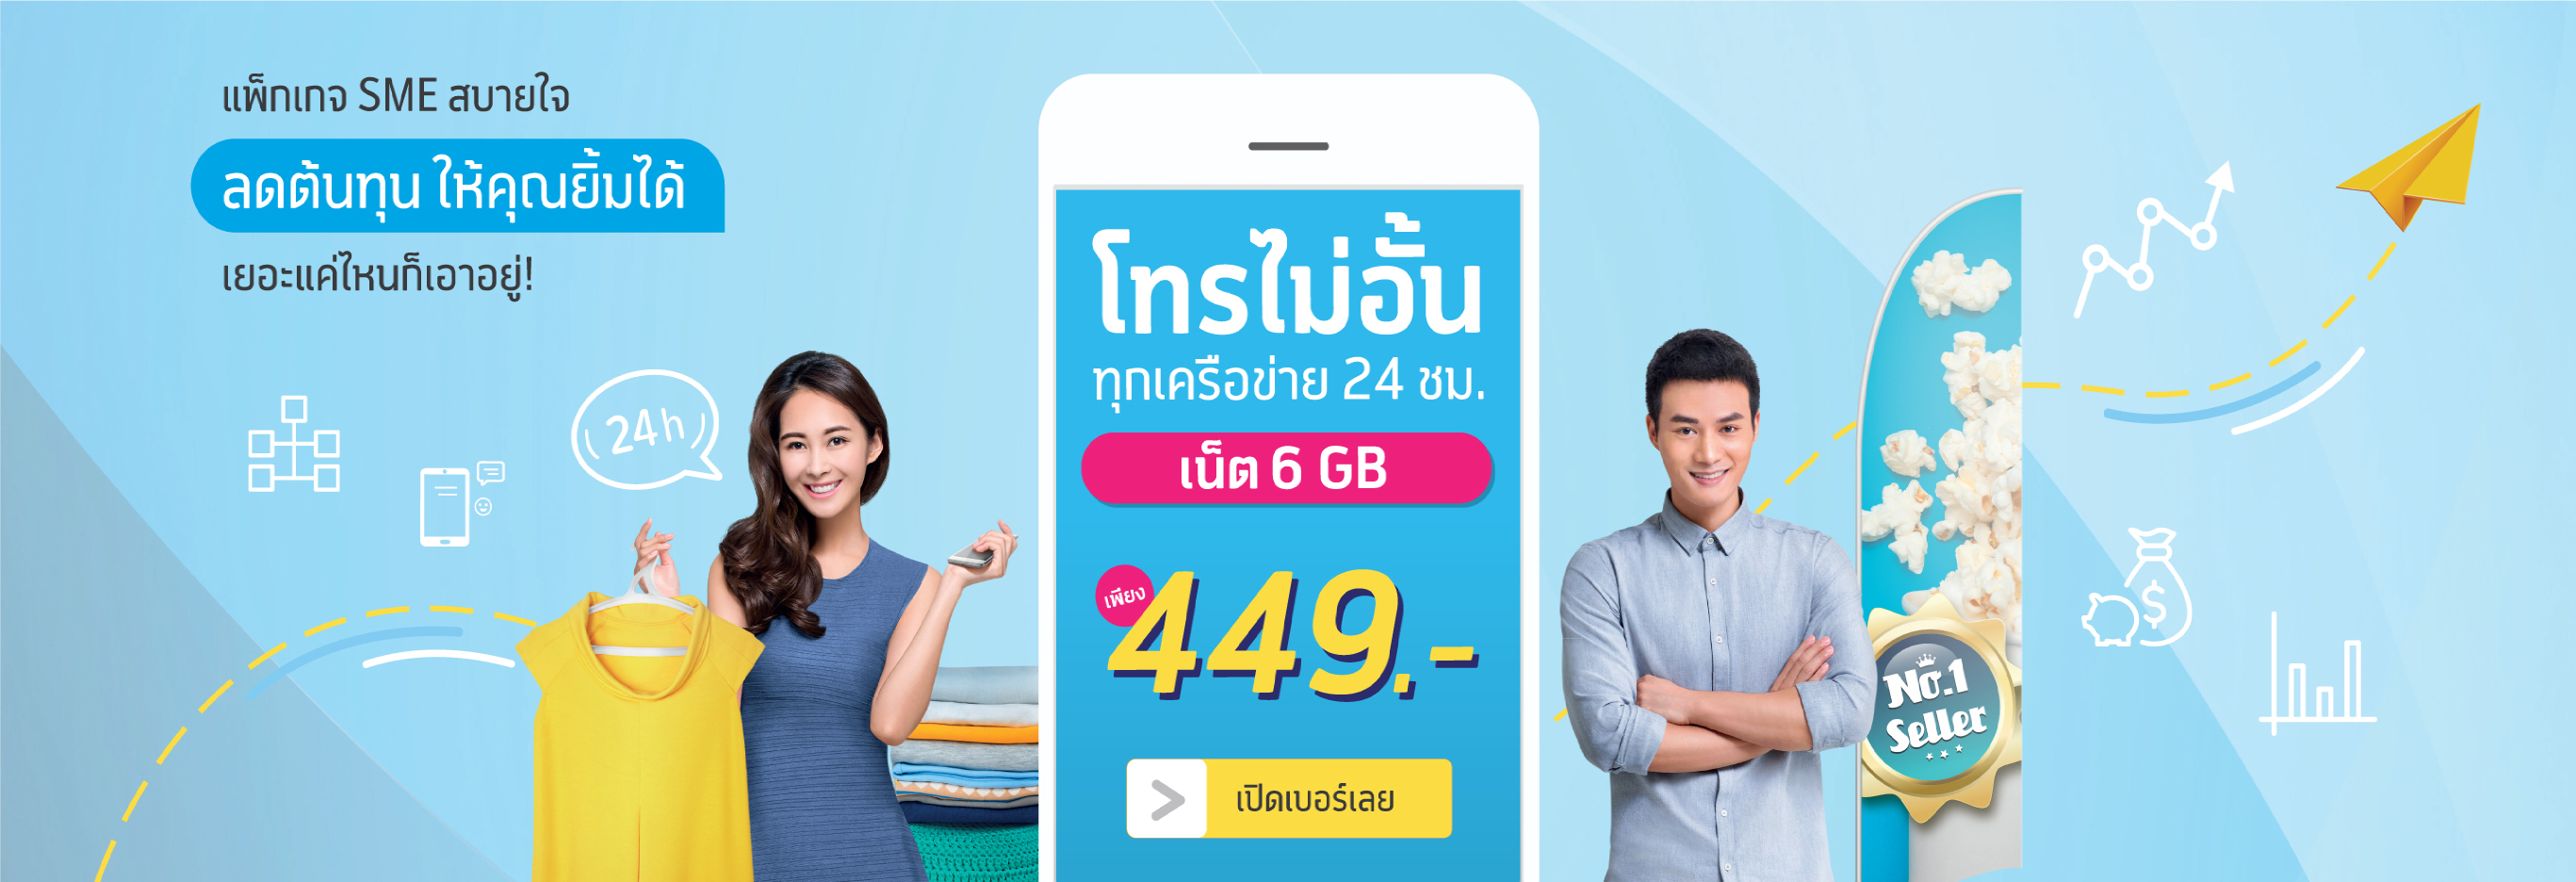 แพ็กเกจ SME สบายใจ
ลดต้นทุน ให้คุณยิ้มได้
เยอะแค่ไหนก็เอาอยู่!
24h
โทรไม่อั้น
ทุกเครือข่าย 24 ชม.
เน็ต 6 GB
เพียง
449.-
> เปิดเบอร์เลย
No.1
Seller